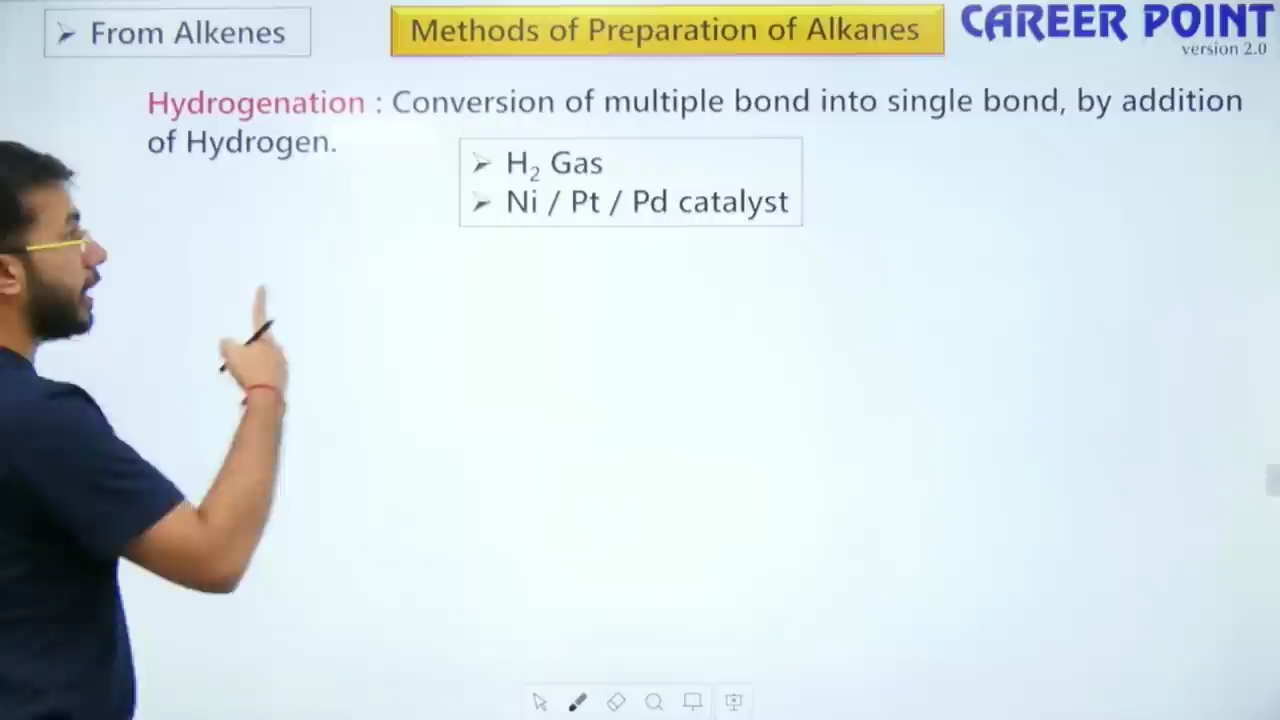 ➢ From Alkenes
Methods of Preparation of Alkanes
CAREER POINT
version 2.0
Hydrogenation : Conversion of multiple bond into single bond, by addition
of Hydrogen.
➢ H₂ Gas
➢ Ni / Pt / Pd catalyst